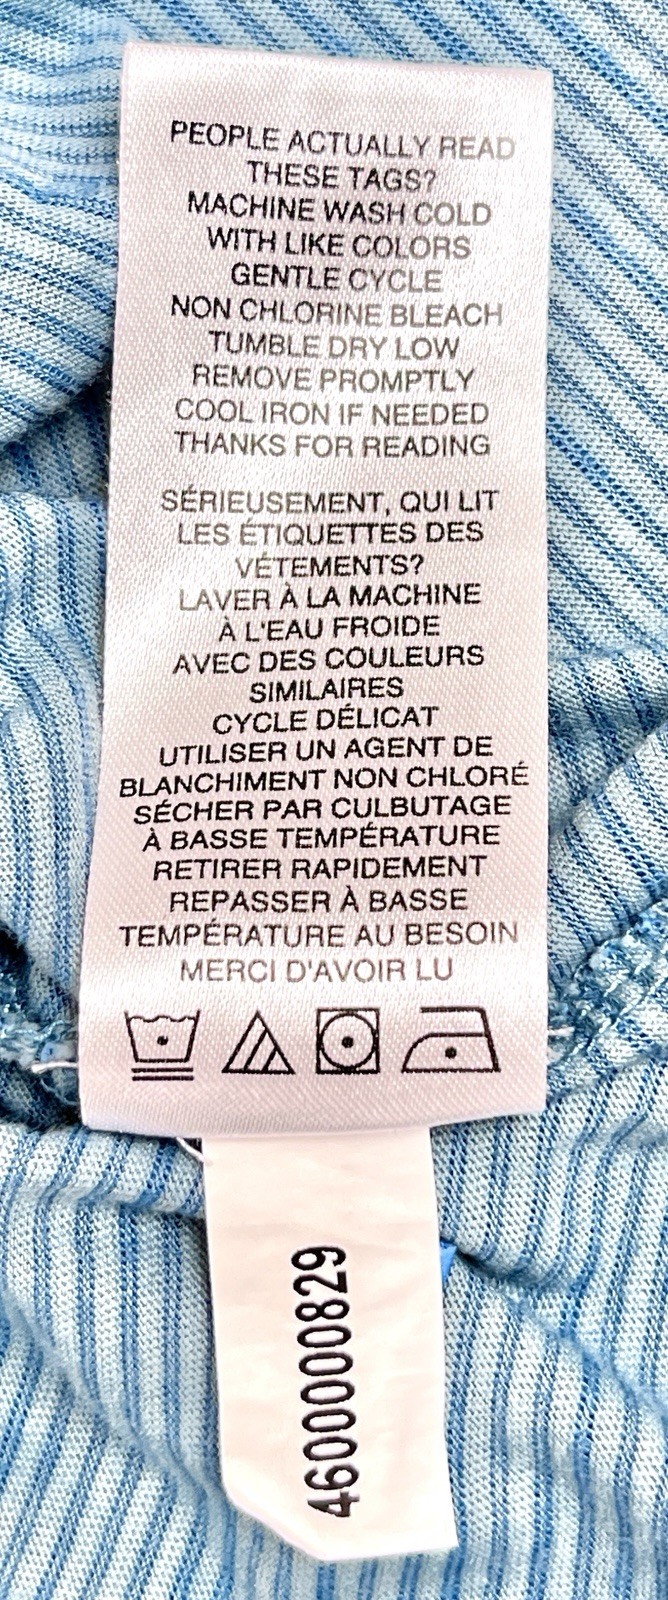 PEOPLE ACTUALLY READ
THESE TAGS?
MACHINE WASH COLD
WITH LIKE COLORS
GENTLE CYCLE
NON CHLORINE BLEACH
TUMBLE DRY LOW
REMOVE PROMPTLY
COOL IRON IF NEEDED
THANKS FOR READING
SÉRIEUSEMENT, QUI LIT
LES ÉTIQUETTES DES
VÉTEMENTS?
LAVER À LA MACHINE
À L'EAU FROIDE
AVEC DES COULEURS
SIMILAIRES
CYCLE DÉLICAT
UTILISER UN AGENT DE
BLANCHIMENT NON CHLORÉ
SÉCHER PAR CULBUTAGE
À BASSE TEMPÉRATURE
RETIRER RAPIDEMENT
REPASSER À BASSE
TEMPÉRATURE AU BESOIN
MERCI D'AVOIR LU
4600000829